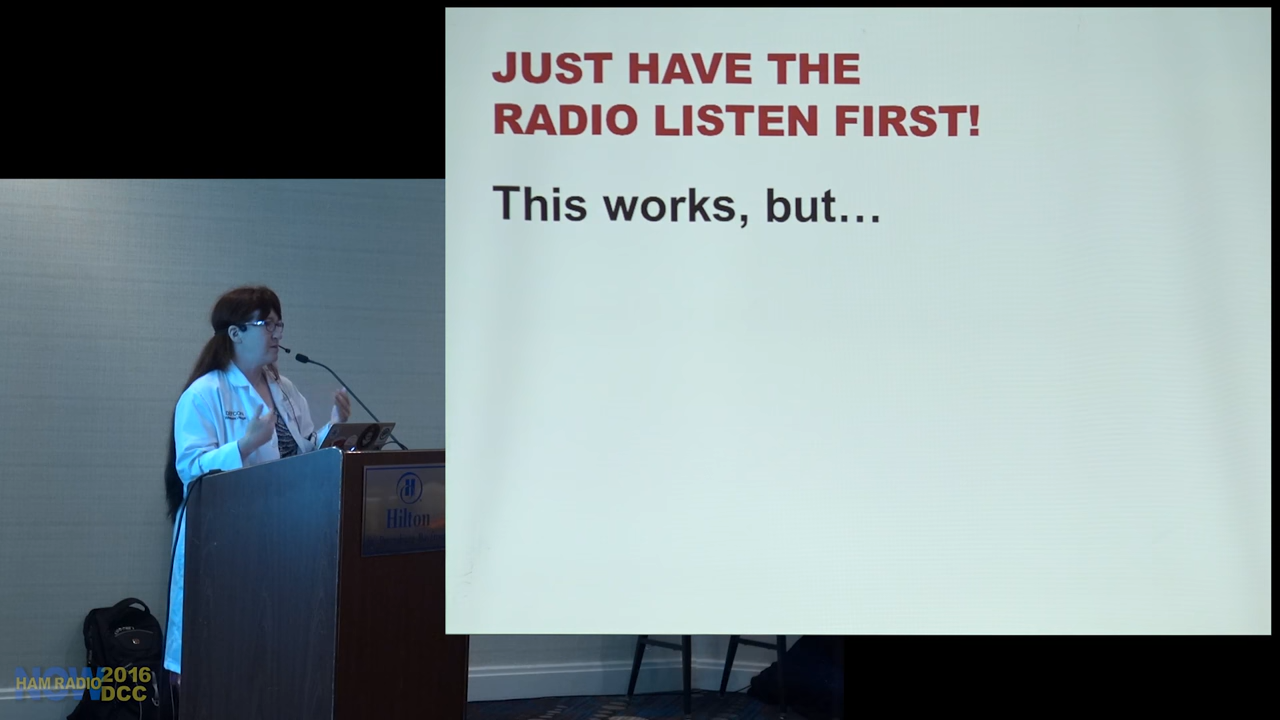 JUST HAVE THE
RADIO LISTEN FIRST!
This works, but…
Hilton
HAM RADIO
NOW
2016
DCC